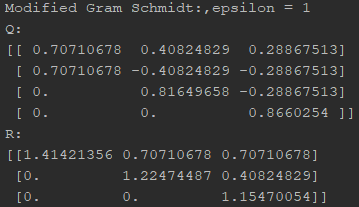 Modified Gram Schmidt:,epsilon = 1
Q:
[[ 0.70710678  0.40824829  0.28867513]
 [ 0.70710678 -0.40824829 -0.28867513]
 [ 0.          0.81649658 -0.28867513]
 [ 0.          0.          0.8660254 ]]
R:
[[1.41421356 0.70710678 0.70710678]
 [0.         1.22474487 0.40824829]
 [0.         0.         1.15470054]]